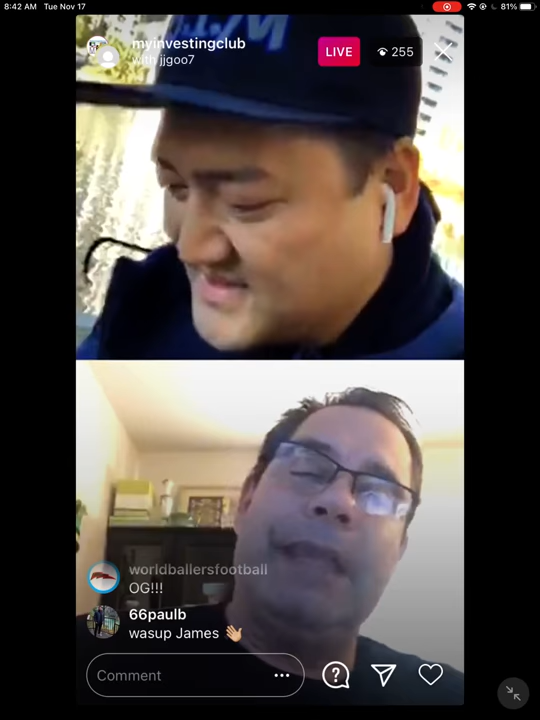 8:42 AM Tue Nov 17
81%
myinvestingclub
with jjgoo7
LIVE
255
worldballersfootball
OG!!!
66paulb
wasup James 👋🏼
Comment